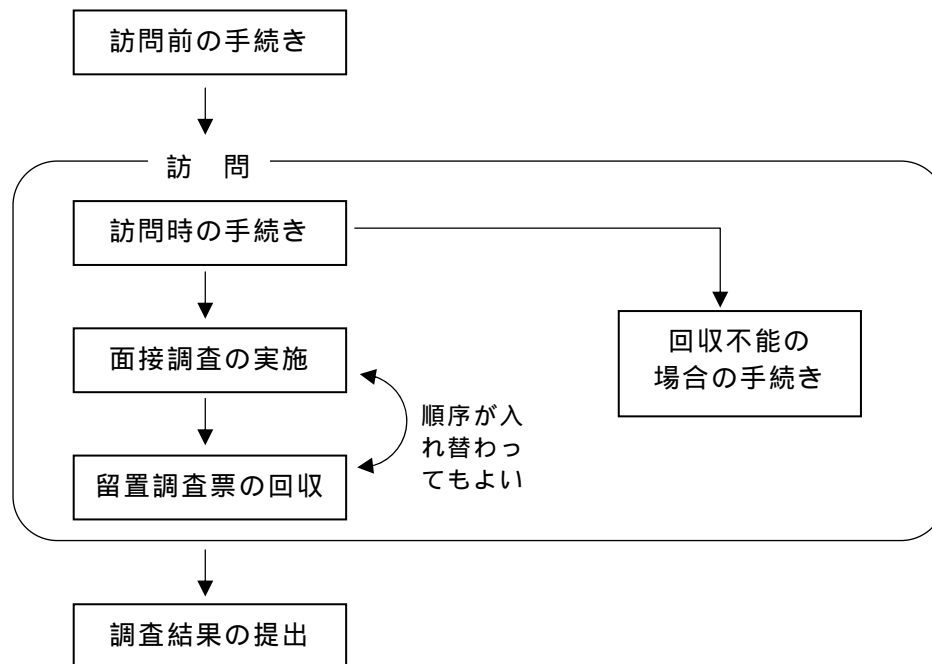 訪問前の手続き
訪　問
訪問時の手続き
面接調査の実施
回収不能の
場合の手続き
順序が入
れ替わっ
てもよい
留置調査票の回収
調査結果の提出